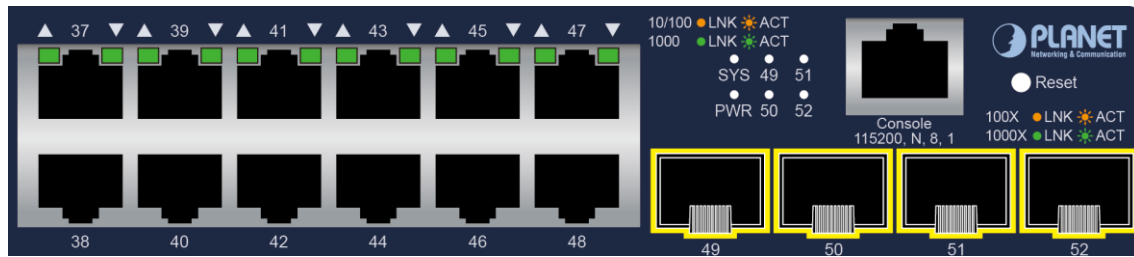 37 39 41 43 45 47
38 40 42 44 46 48
10/100 LNK ACT
1000 LNK ACT
SYS 49 51
PWR 50 52
Console
115200, N, 8, 1
PLANET
Networking & Communication
Reset
100X LNK ACT
1000X LNK ACT
49 50 51 52